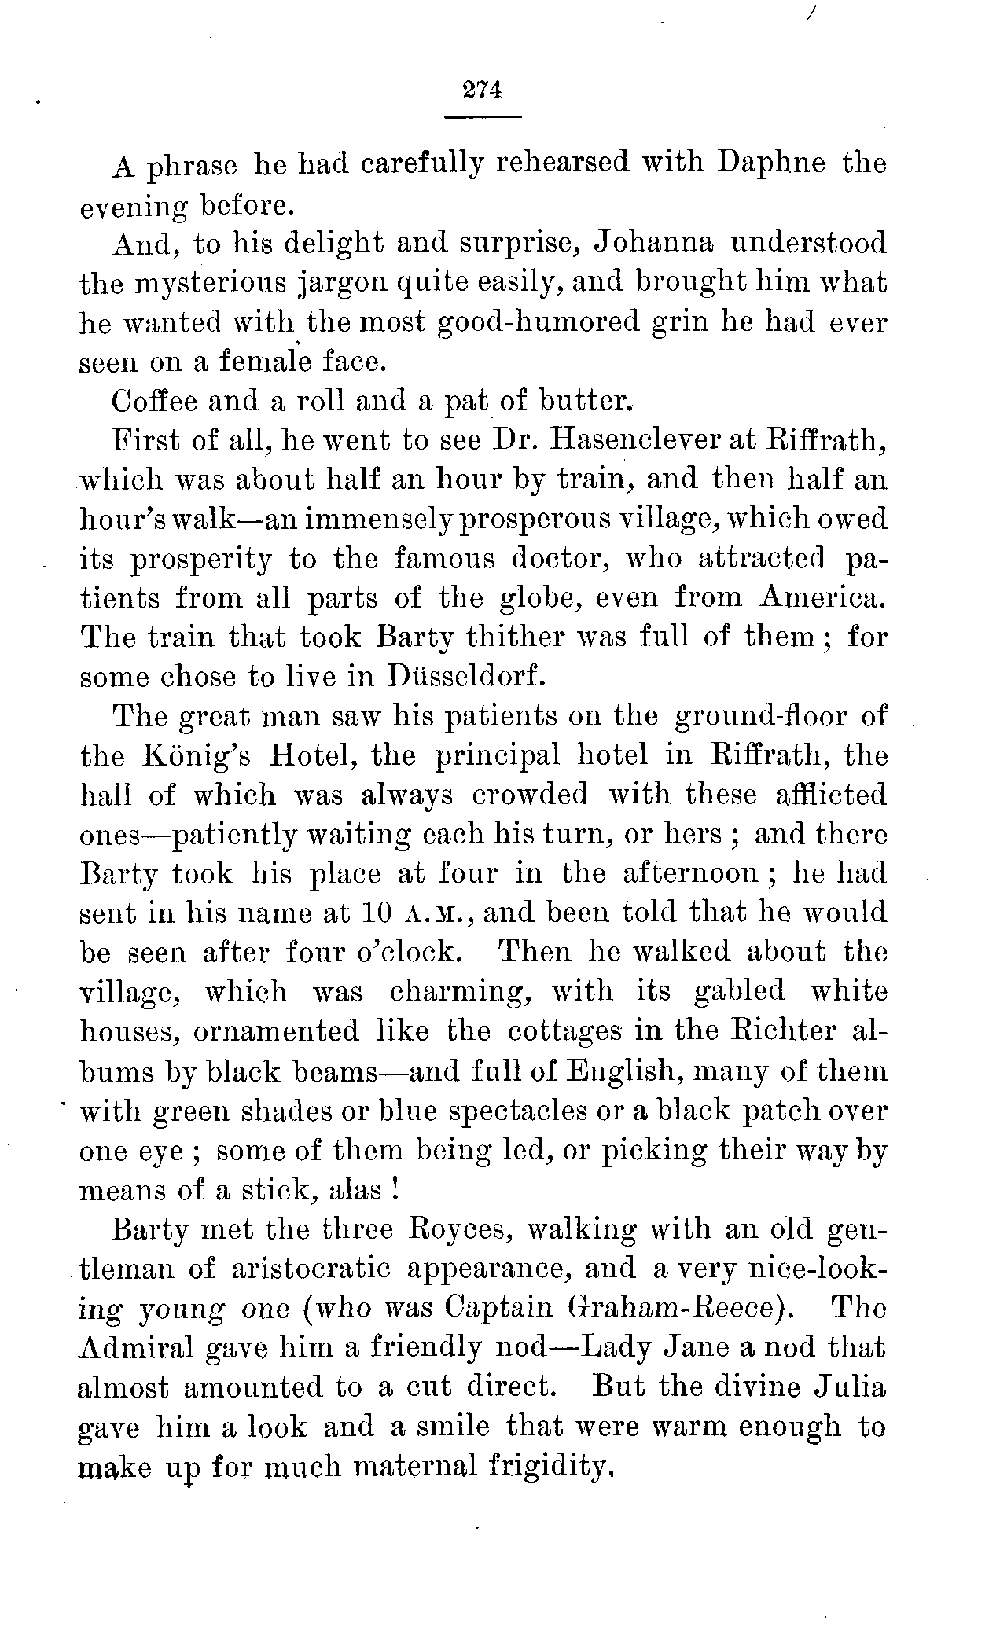 274
A phrase he had carefully rehearsed with Daphne the
evening before.
And, to his delight and surprise, Johanna understood
the mysterious jargon quite easily, and brought him what
he wanted with the most good-humored grin he had ever
seen on a female face.
Coffee and a roll and a pat of butter.
First of all, he went to see Dr. Hasenclever at Riffrath,
which was about half an hour by train, and then half an
hour's walk—an immensely prosperous village, which owed
its prosperity to the famous doctor, who attracted pa-
tients from all parts of the globe, even from America.
The train that took Barty thither was full of them; for
some chose to live in Düsseldorf.
The great man saw his patients on the ground-floor of
the König's Hotel, the principal hotel in Riffrath, the
hall of which was always crowded with these afflicted
ones—patiently waiting each his turn, or hers; and there
Barty took his place at four in the afternoon; he had
sent in his name at 10 A.M., and been told that he would
be seen after four o'clock. Then he walked about the
village, which was charming, with its gabled white
houses, ornamented like the cottages in the Richter al-
bums by black beams—and full of English, many of them
with green shades or blue spectacles or a black patch over
one eye; some of them being led, or picking their way by
means of a stick, alas!
Barty met the three Royces, walking with an old gen-
tleman of aristocratic appearance, and a very nice-look-
ing young one (who was Captain Graham-Reece). The
Admiral gave him a friendly nod—Lady Jane a nod that
almost amounted to a cut direct. But the divine Julia
gave him a look and a smile that were warm enough to
make up for much maternal frigidity.